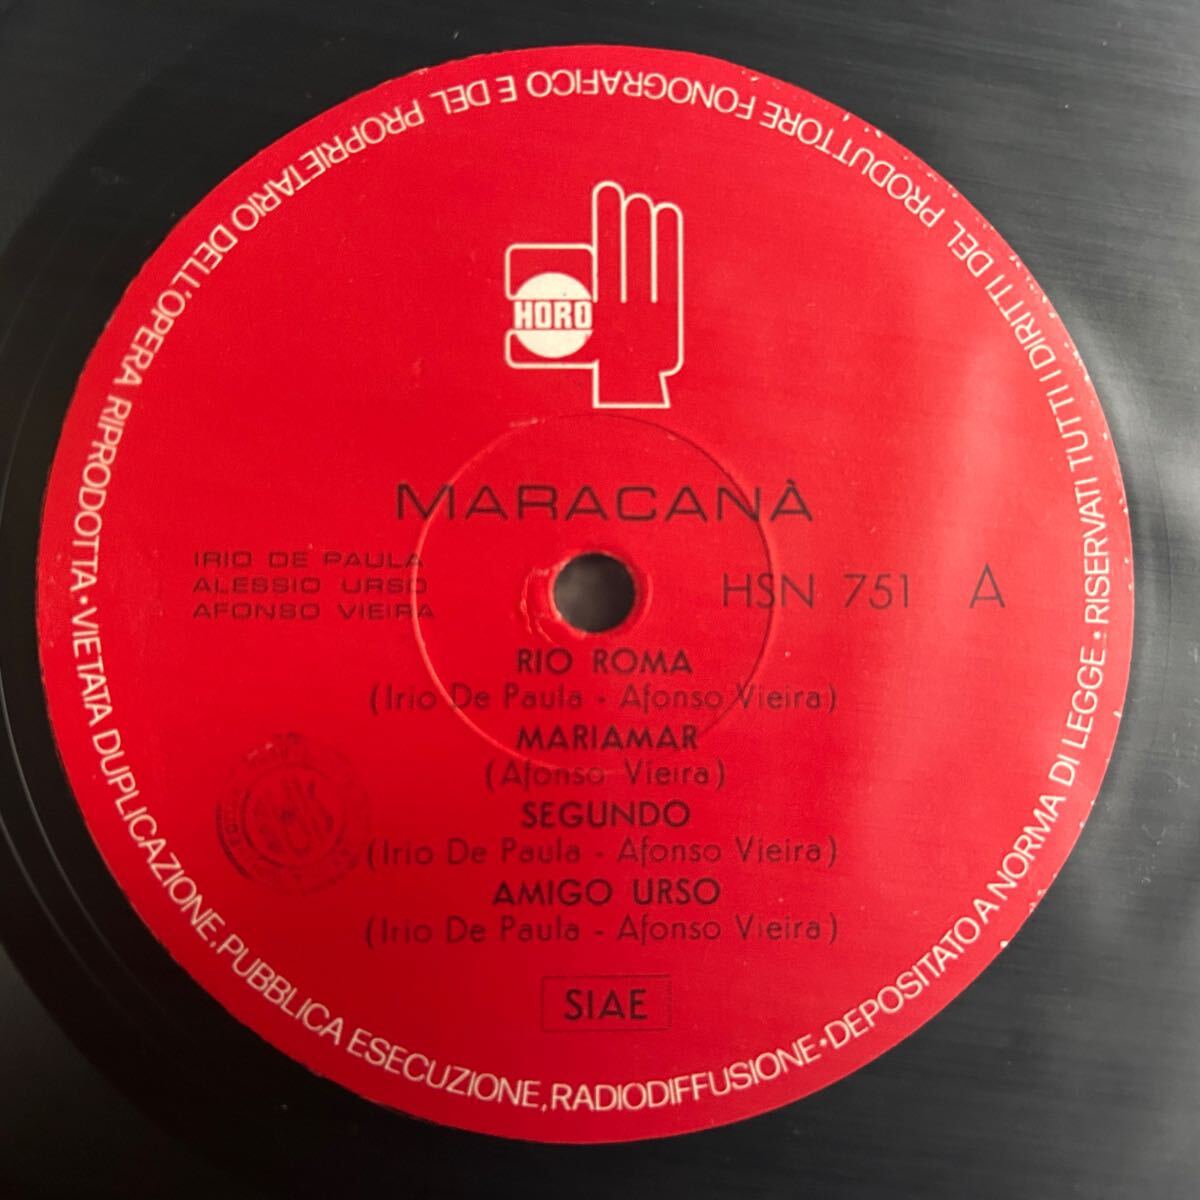 HORO
MARACANÀ
IRIO DE PAULA
ALESSIO URSO
AFONSO VIEIRA
HSN 751 A
RIO ROMA
(Irio De Paula - Afonso Vieira)
MARIAMAR
(Afonso Vieira)
SEGUNDO
(Irio De Paula - Afonso Vieira)
AMIGO URSO
(Irio De Paula - Afonso Vieira)
SIAE
RISERVATI TUTTI I DIRITTI DEL PRODUTTORE FONOGRAFICO E DEL PROPRIETARIO DELL'OPERA RIPRODOTTA • VIETATA DUPLICAZIONE, PUBBLICA ESECUZIONE, RADIODIFFUSIONE • DEPOSITATO A NORMA DI LEGGE •